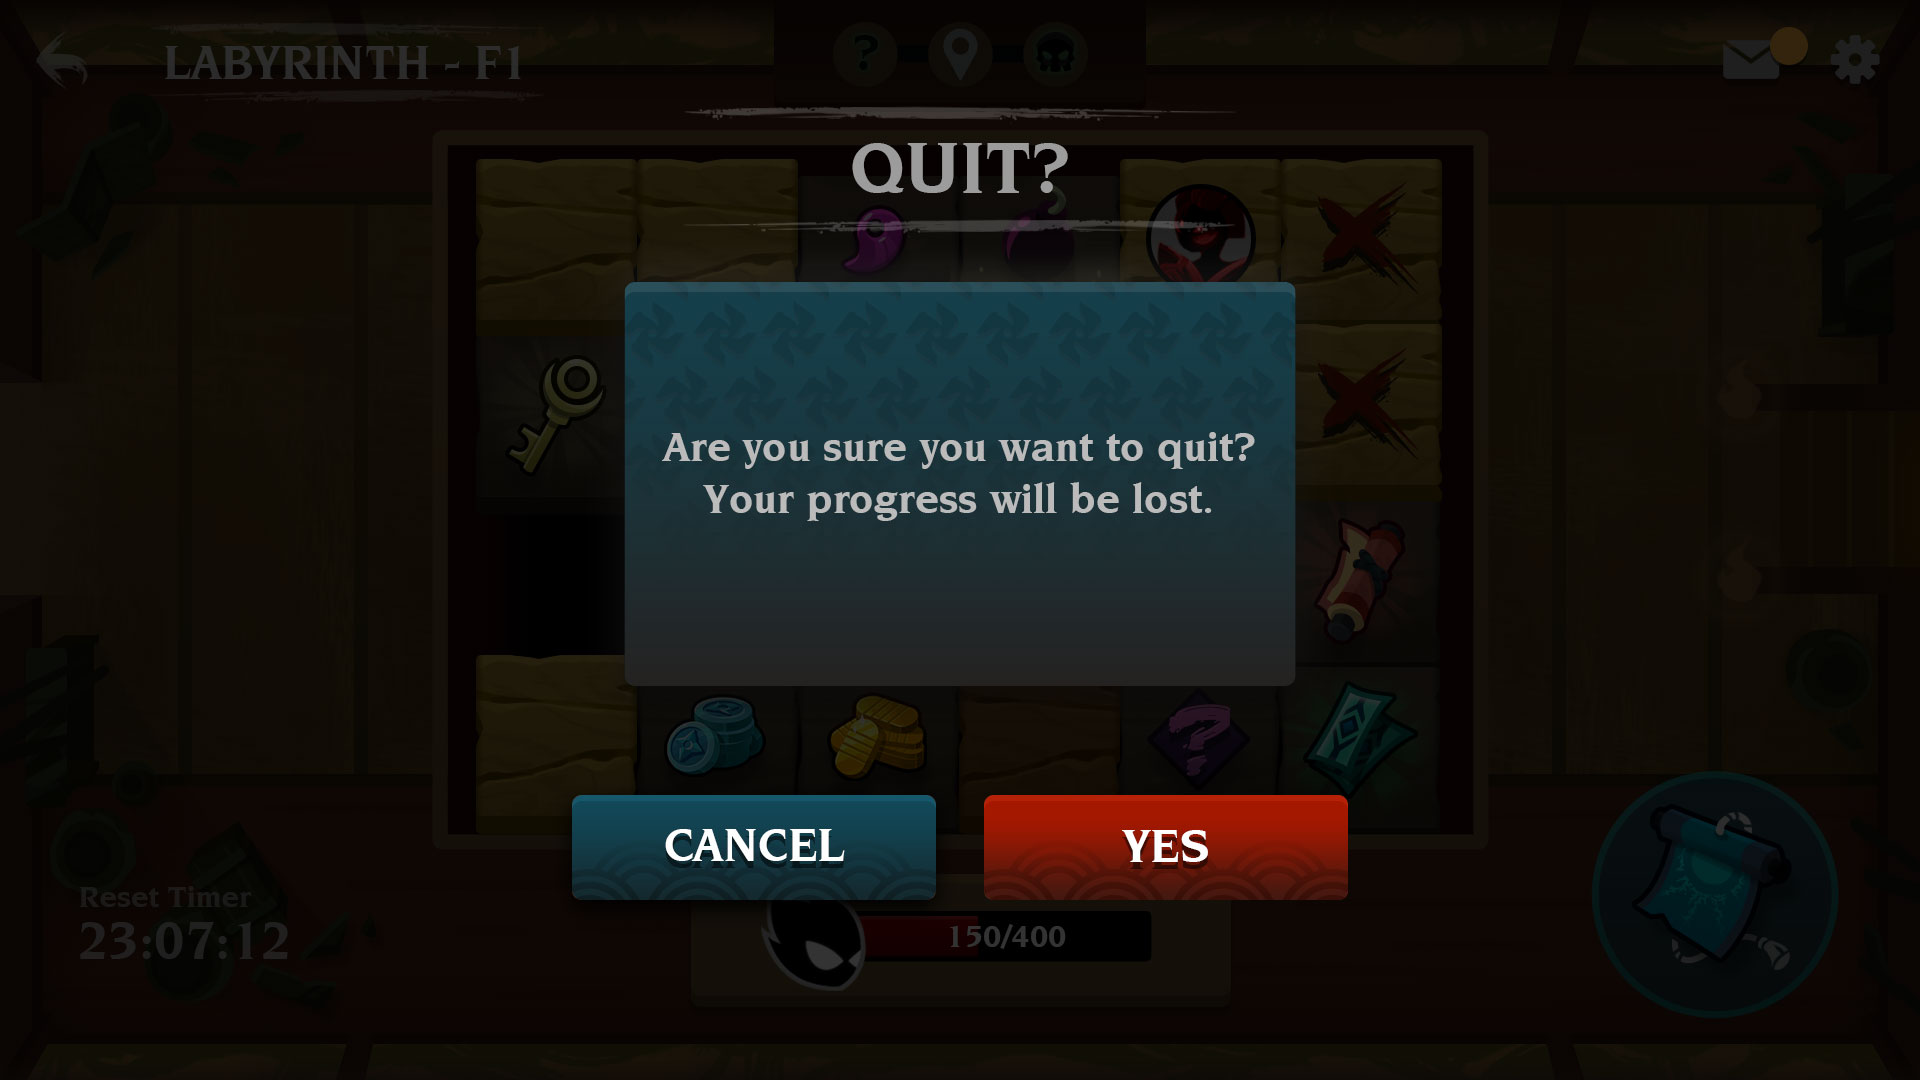 LABYRINTH - F1
QUIT?
Are you sure you want to quit?
Your progress will be lost.
CANCEL
YES
Reset Timer
23:07:12
150/400